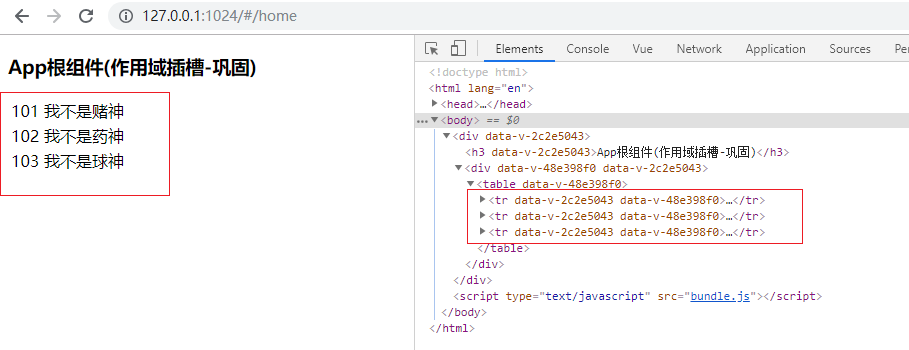 127.0.0.1:1024/#/home
App根组件(作用域插槽-巩固)
101 我不是赌神
102 我不是药神
103 我不是球神
Elements Console Vue Network Application Sources
<!doctype html>
<html lang="en">
<head>…</head>
<body> == $0
<div data-v-2c2e5043>
<h3 data-v-2c2e5043>App根组件(作用域插槽-巩固)</h3>
<div data-v-48e398f0 data-v-2c2e5043>
<table data-v-48e398f0>
<tr data-v-2c2e5043 data-v-48e398f0>…</tr>
<tr data-v-2c2e5043 data-v-48e398f0>…</tr>
<tr data-v-2c2e5043 data-v-48e398f0>…</tr>
</table>
</div>
</div>
<script type="text/javascript" src="bundle.js"></script>
</body>
</html>